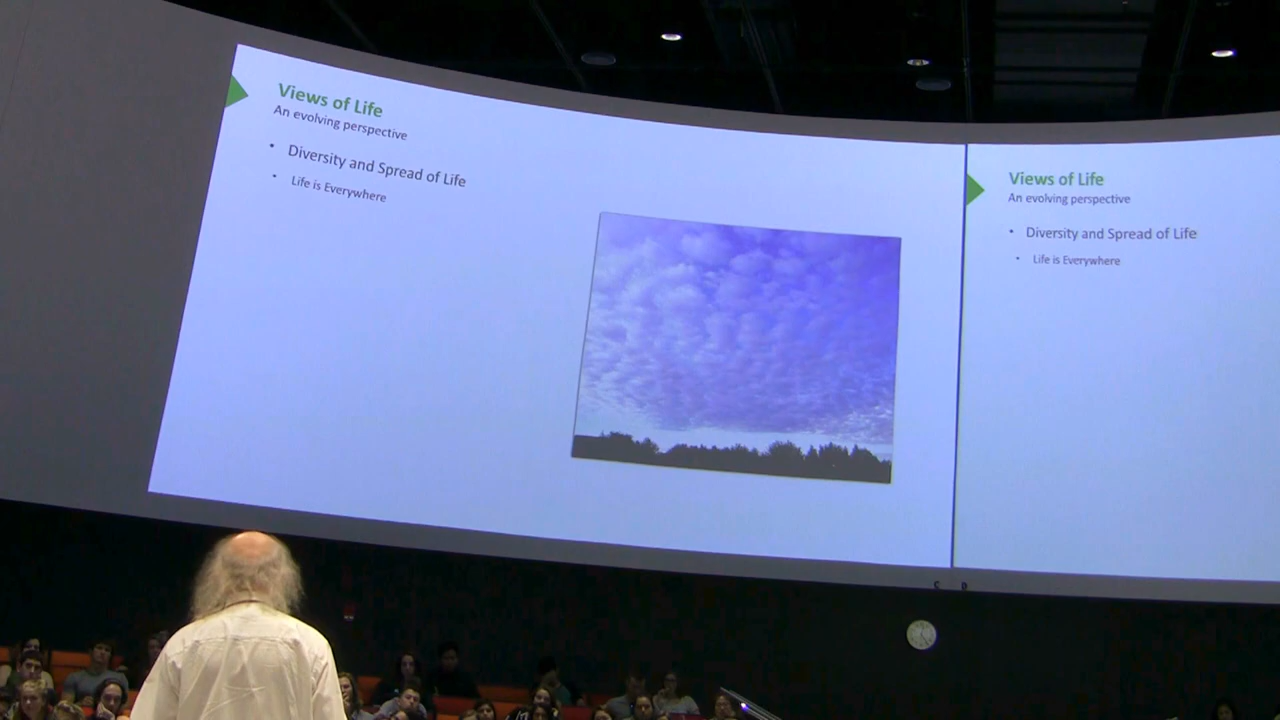 Views of Life
An evolving perspective
• Diversity and Spread of Life
• Life is Everywhere
Views of Life
An evolving perspective
• Diversity and Spread of Life
• Life is Everywhere
C D